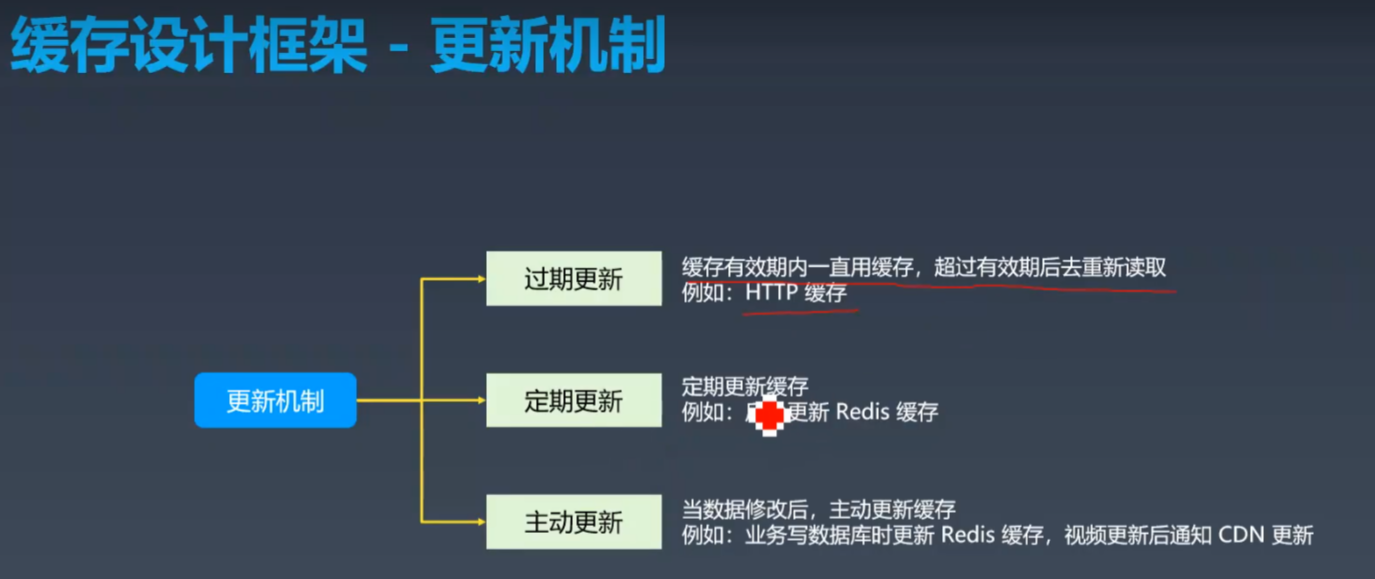 缓存设计框架 - 更新机制
过期更新
缓存有效期内一直用缓存，超过有效期后去重新读取
例如：HTTP 缓存
更新机制
定期更新
定期更新缓存
例如：更新 Redis 缓存
主动更新
当数据修改后，主动更新缓存
例如：业务写数据库时更新 Redis 缓存，视频更新后通知 CDN 更新